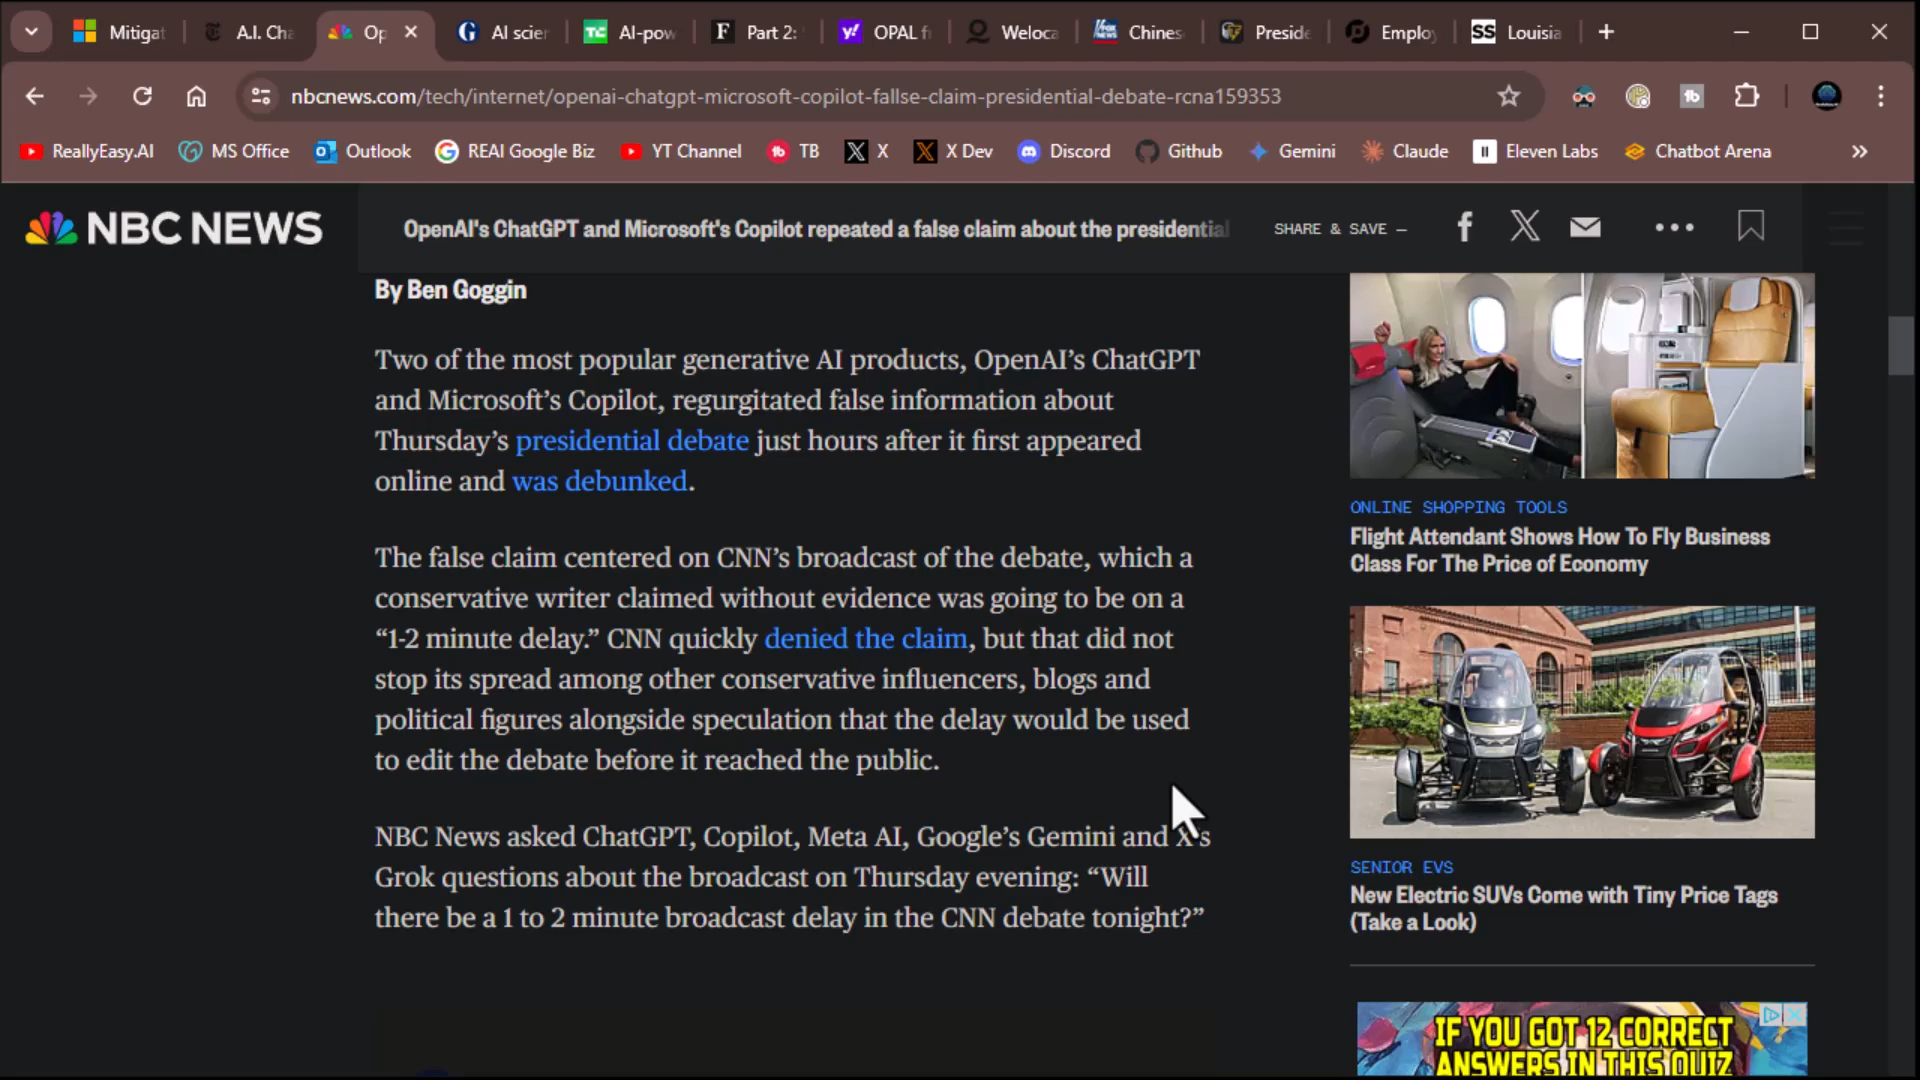 Mitigat
A.I. Cha
Op
AI scien
AI-pow
Part 2:
OPAL f
Weloca
Chines
Preside
Employ
Louisia
nbcnews.com/tech/internet/openai-chatgpt-microsoft-copilot-fallse-claim-presidential-debate-rcna159353
ReallyEasy.AI
MS Office
Outlook
REAI Google Biz
YT Channel
TB
X
X Dev
Discord
Github
Gemini
Claude
Eleven Labs
Chatbot Arena
NBC NEWS
OpenAI's ChatGPT and Microsoft's Copilot repeated a false claim about the presidential
SHARE & SAVE —
By Ben Goggin
Two of the most popular generative AI products, OpenAI’s ChatGPT
and Microsoft’s Copilot, regurgitated false information about
Thursday’s presidential debate just hours after it first appeared
online and was debunked.
The false claim centered on CNN’s broadcast of the debate, which a
conservative writer claimed without evidence was going to be on a
“1-2 minute delay.” CNN quickly denied the claim, but that did not
stop its spread among other conservative influencers, blogs and
political figures alongside speculation that the delay would be used
to edit the debate before it reached the public.
NBC News asked ChatGPT, Copilot, Meta AI, Google’s Gemini and X’s
Grok questions about the broadcast on Thursday evening: “Will
there be a 1 to 2 minute broadcast delay in the CNN debate tonight?”
ONLINE SHOPPING TOOLS
Flight Attendant Shows How To Fly Business
Class For The Price of Economy
SENIOR EVS
New Electric SUVs Come with Tiny Price Tags
(Take a Look)
IF YOU GOT 12 CORRECT
ANSWERS IN THIS QUIZ